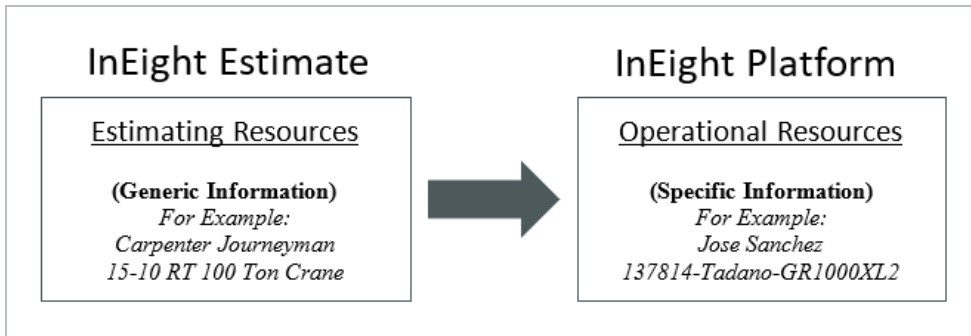 InEight Estimate
Estimating Resources
(Generic Information)
For Example:
Carpenter Journeyman
15-10 RT 100 Ton Crane
InEight Platform
Operational Resources
(Specific Information)
For Example:
Jose Sanchez
137814-Tadano-GR1000XL2